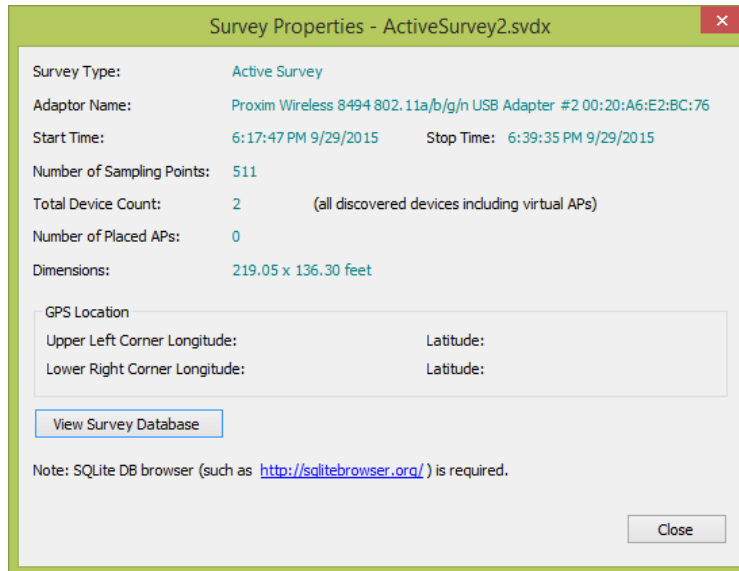 Survey Properties - ActiveSurvey2.svdx
Survey Type: Active Survey
Adaptor Name: Proxim Wireless 8494 802.11a/b/g/n USB Adapter #2 00:20:A6:E2:BC:76
Start Time: 6:17:47 PM 9/29/2015 Stop Time: 6:39:35 PM 9/29/2015
Number of Sampling Points: 511
Total Device Count: 2 (all discovered devices including virtual APs)
Number of Placed APs: 0
Dimensions: 219.05 x 136.30 feet
GPS Location
Upper Left Corner Longitude: Latitude:
Lower Right Corner Longitude: Latitude:
View Survey Database
Note: SQLite DB browser (such as http://sqlitebrowser.org/ ) is required.
Close